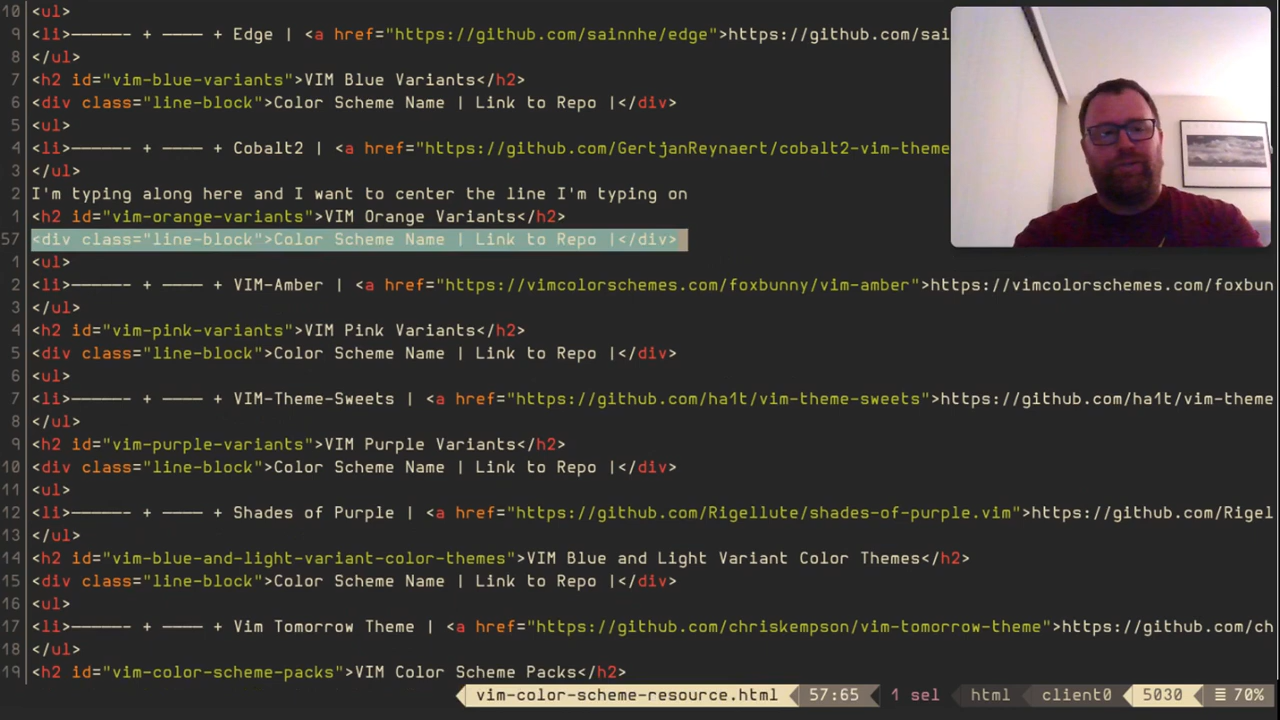 10 <ul>
9 <li>—————— + ———— + Edge | <a href="https://github.com/sainnhe/edge">https://github.com/sai
8 </ul>
7 <h2 id="vim-blue-variants">VIM Blue Variants</h2>
6 <div class="line-block">Color Scheme Name | Link to Repo |</div>
5 <ul>
4 <li>—————— + ———— + Cobalt2 | <a href="https://github.com/GertjanReynaert/cobalt2-vim-theme
3 </ul>
2 I'm typing along here and I want to center the line I'm typing on
1 <h2 id="vim-orange-variants">VIM Orange Variants</h2>
57 <div class="line-block">Color Scheme Name | Link to Repo |</div>
1 <ul>
2 <li>—————— + ———— + VIM-Amber | <a href="https://vimcolorschemes.com/foxbunny/vim-amber">https://vimcolorschemes.com/foxbun
3 </ul>
4 <h2 id="vim-pink-variants">VIM Pink Variants</h2>
5 <div class="line-block">Color Scheme Name | Link to Repo |</div>
6 <ul>
7 <li>—————— + ———— + VIM-Theme-Sweets | <a href="https://github.com/ha1t/vim-theme-sweets">https://github.com/ha1t/vim-theme
8 </ul>
9 <h2 id="vim-purple-variants">VIM Purple Variants</h2>
10 <div class="line-block">Color Scheme Name | Link to Repo |</div>
11 <ul>
12 <li>—————— + ———— + Shades of Purple | <a href="https://github.com/Rigellute/shades-of-purple.vim">https://github.com/Rigel
13 </ul>
14 <h2 id="vim-blue-and-light-variant-color-themes">VIM Blue and Light Variant Color Themes</h2>
15 <div class="line-block">Color Scheme Name | Link to Repo |</div>
16 <ul>
17 <li>—————— + ———— + Vim Tomorrow Theme | <a href="https://github.com/chriskempson/vim-tomorrow-theme">https://github.com/ch
18 </ul>
19 <h2 id="vim-color-scheme-packs">VIM Color Scheme Packs</h2>
vim-color-scheme-resource.html 57:65 1 sel html client0 5030 ≣ 70%